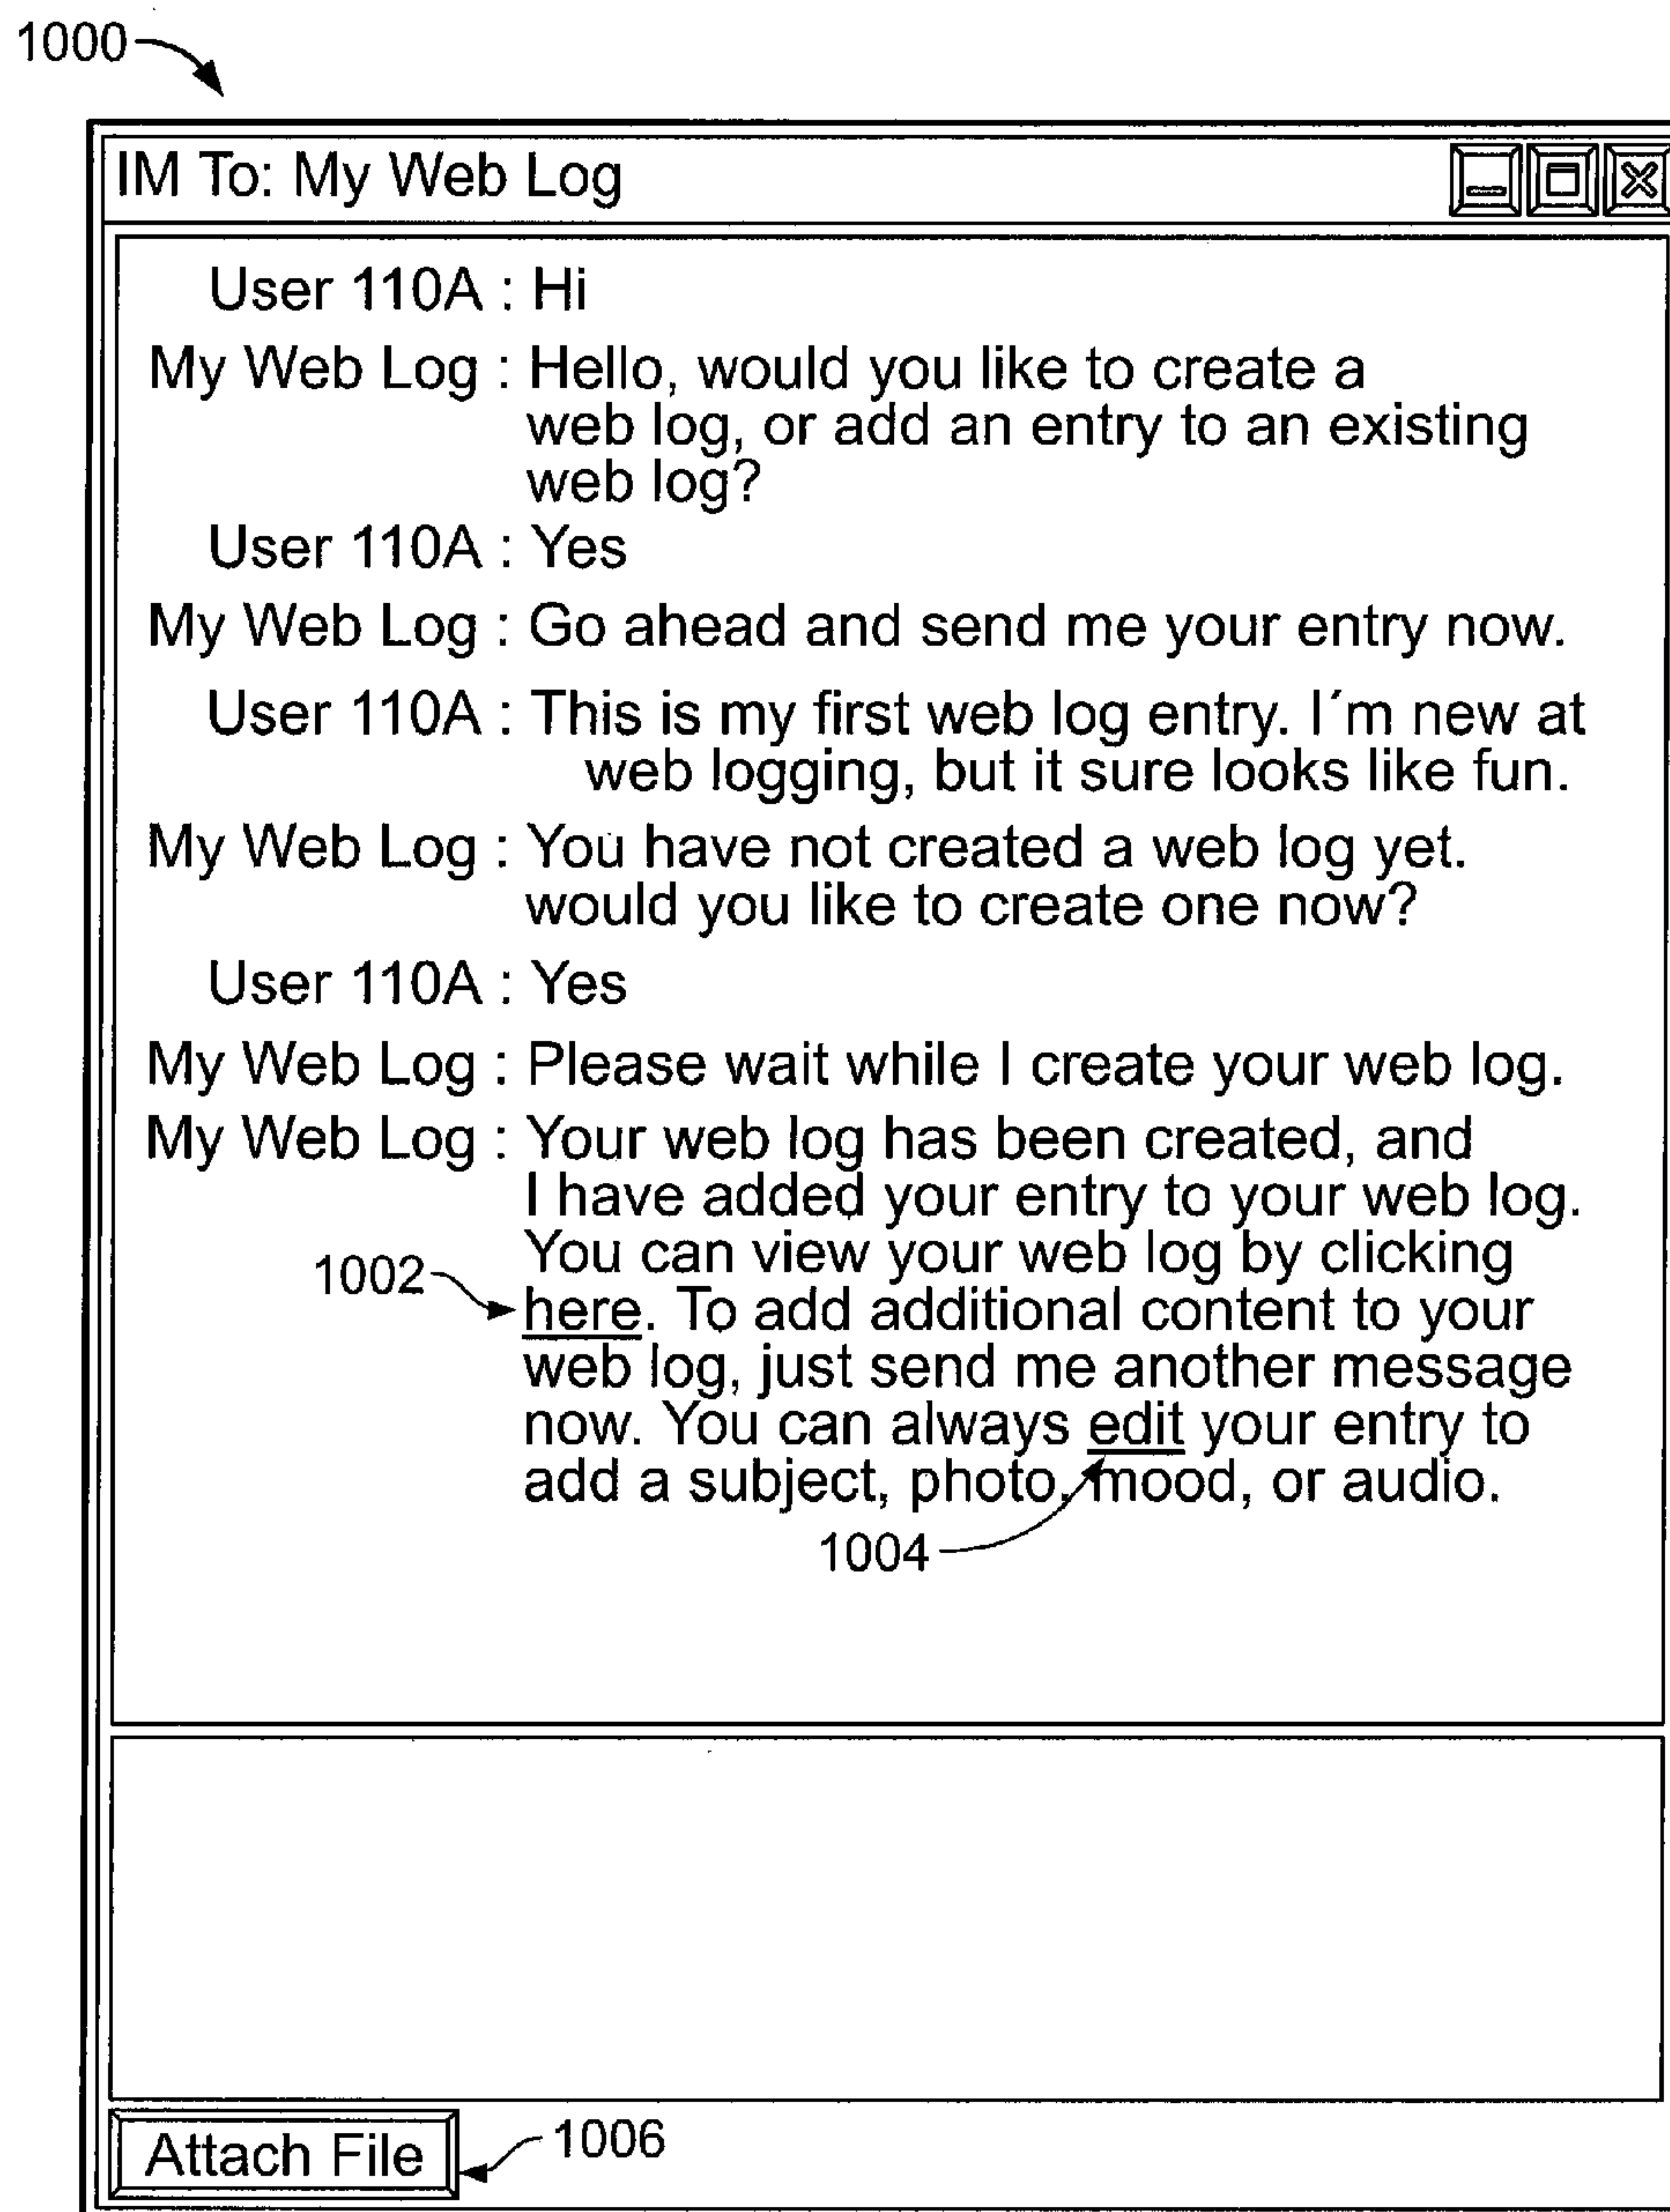 1000
IM To: My Web Log
User 110A : Hi
My Web Log : Hello, would you like to create a
web log, or add an entry to an existing
web log?
User 110A : Yes
My Web Log : Go ahead and send me your entry now.
User 110A : This is my first web log entry. I´m new at
web logging, but it sure looks like fun.
My Web Log : You have not created a web log yet.
would you like to create one now?
User 110A : Yes
My Web Log : Please wait while I create your web log.
My Web Log : Your web log has been created, and
I have added your entry to your web log.
You can view your web log by clicking
1002 here. To add additional content to your
web log, just send me another message
now. You can always edit your entry to
add a subject, photo, mood, or audio.
1004
Attach File 1006